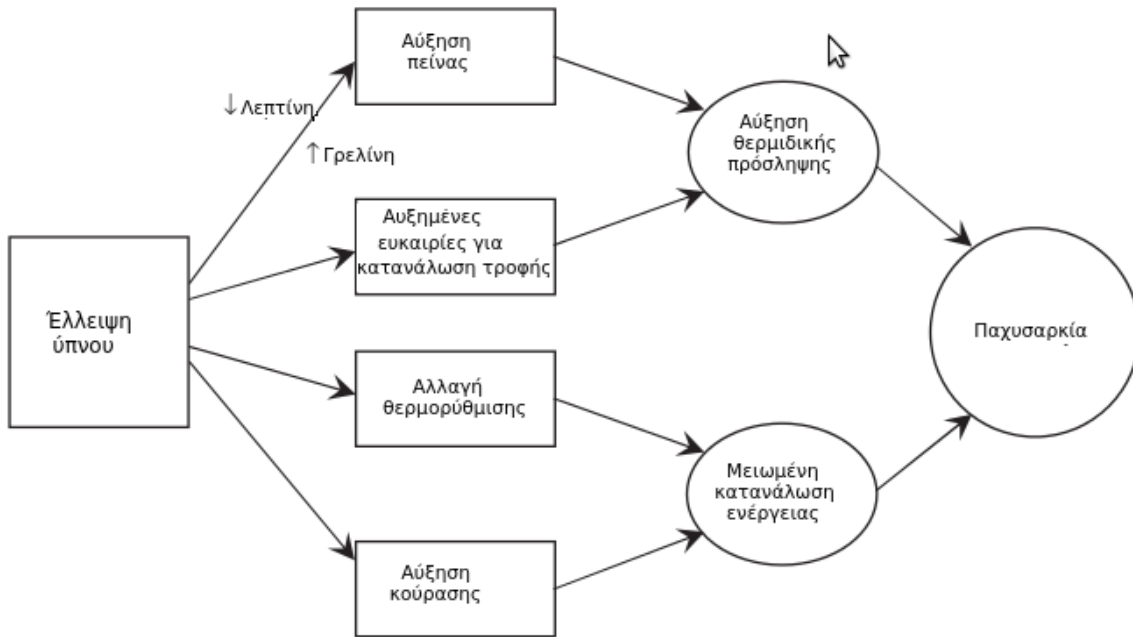 Αύξηση
πείνας
↓Λεπτίνη
↑Γρελίνη
Αύξηση
θερμιδικής
πρόσληψης
Αυξημένες
ευκαιρίες για
κατανάλωση τροφής
Έλλειψη
ύπνου
Παχυσαρκία
Αλλαγή
θερμορύθμισης
Μειωμένη
κατανάλωση
ενέργειας
Αύξηση
κούρασης